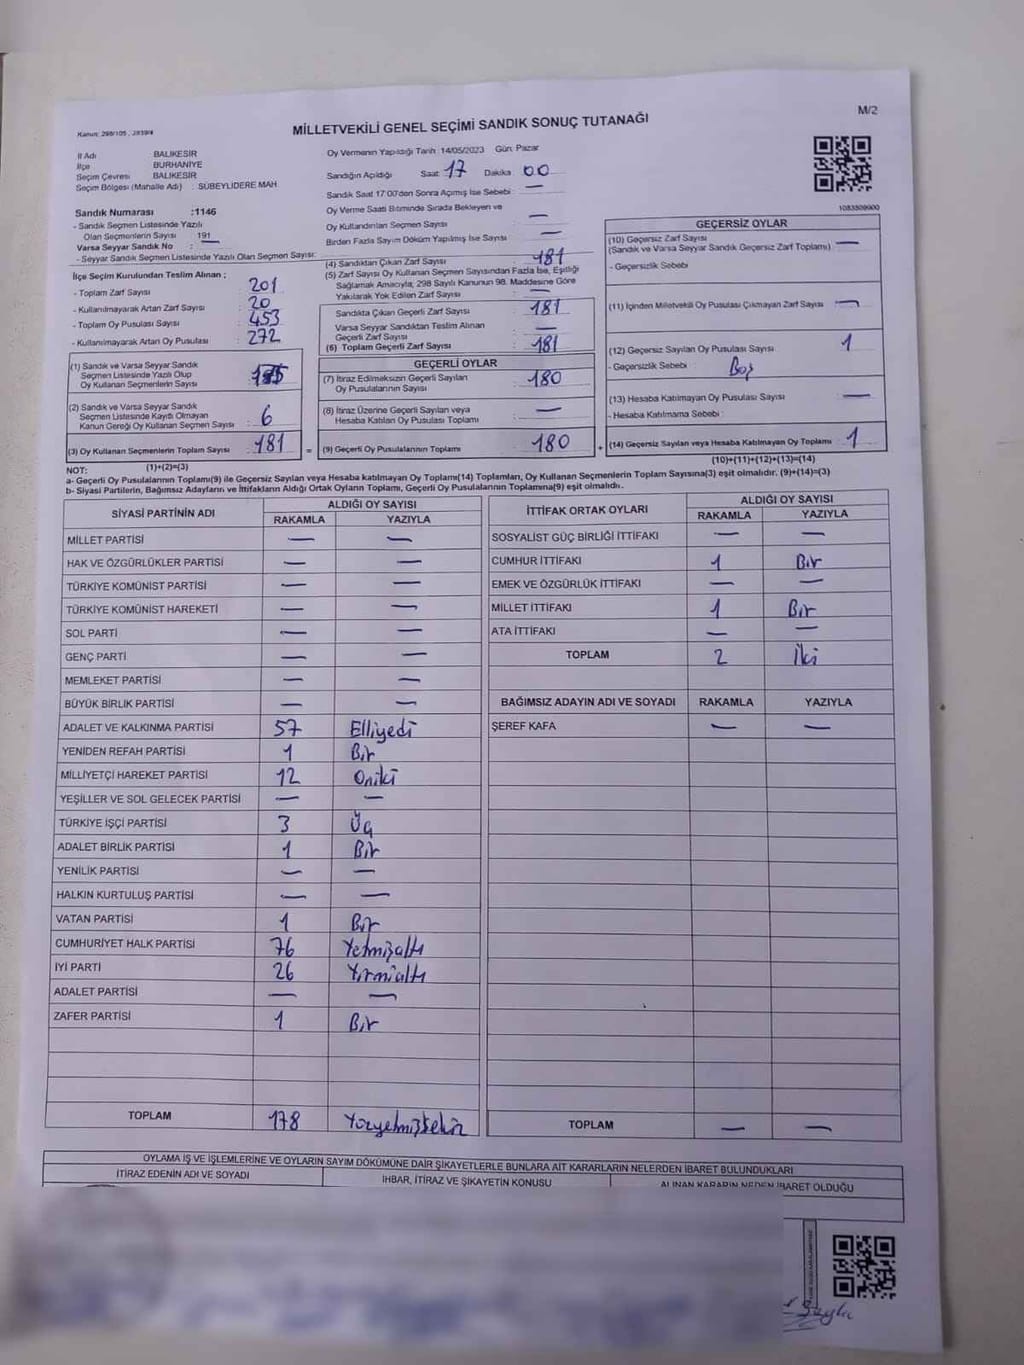 Kanun: 298/105, 2839/4
MİLLETVEKİLİ GENEL SEÇİMİ SANDIK SONUÇ TUTANAĞI
M/2
İl Adı BALIKESİR
İlçe BURHANİYE
Seçim Çevresi BALIKESİR
Seçim Bölgesi (Mahalle Adı) : SÜBEYLİDERE MAH.
Sandık Numarası :1146
- Sandık Seçmen Listesinde Yazılı
Olan Seçmenlerin Sayısı 191
Varsa Seyyar Sandık No : —
- Seyyar Sandık Seçmen Listesinde Yazılı Olan Seçmen Sayısı:
İlçe Seçim Kurulundan Teslim Alınan ;
- Toplam Zarf Sayısı : 201
- Kullanılmayarak Artan Zarf Sayısı : 20
- Toplam Oy Pusulası Sayısı : 453
- Kullanılmayarak Artan Oy Pusulası : 272
(1) Sandık ve Varsa Seyyar Sandık
Seçmen Listesinde Yazılı Olup
Oy Kullanan Seçmenlerin Sayısı
(2) Sandık ve Varsa Seyyar Sandık
Seçmen Listesinde Kayıtlı Olmayan
Kanun Gereği Oy Kullanan Seçmen Sayısı : 6
(3) Oy Kullanan Seçmenlerin Toplam Sayısı : 181
(1)+(2)=(3)
Oy Vermenin Yapıldığı Tarih :14/05/2023 Gün: Pazar
Sandığın Açıldığı Saat: 17 Dakika : 00
Sandık Saat 17:00'den Sonra Açılmış İse Sebebi : —
Oy Verme Saati Bitiminde Sırada Bekleyen ve
Oy Kullandırılan Seçmen Sayısı : —
Birden Fazla Sayım Döküm Yapılmış İse Sayısı : —
(4) Sandıktan Çıkan Zarf Sayısı : 181
(5) Zarf Sayısı Oy Kullanan Seçmen Sayısından Fazla İse, Eşitliği
Sağlamak Amacıyla; 298 Sayılı Kanunun 98. Maddesine Göre
Yakılarak Yok Edilen Zarf Sayısı : —
Sandıkta Çıkan Geçerli Zarf Sayısı : 181
Varsa Seyyar Sandıktan Teslim Alınan
Geçerli Zarf Sayısı : —
(6) Toplam Geçerli Zarf Sayısı : 181
GEÇERLİ OYLAR
(7) İtiraz Edilmeksizin Geçerli Sayılan
Oy Pusulalarının Sayısı : 180
(8) İtiraz Üzerine Geçerli Sayılan veya
Hesaba Katılan Oy Pusulası Toplamı : —
= (9) Geçerli Oy Pusulalarının Toplamı : 180 +
1083509900
GEÇERSİZ OYLAR
(10) Geçersiz Zarf Sayısı
(Sandık ve Varsa Seyyar Sandık Geçersiz Zarf Toplamı) : —
- Geçersizlik Sebebi :
(11) İçinden Milletvekili Oy Pusulası Çıkmayan Zarf Sayısı : —
(12) Geçersiz Sayılan Oy Pusulası Sayısı : 1
- Geçersizlik Sebebi : Boş
(13) Hesaba Katılmayan Oy Pusulası Sayısı : —
- Hesaba Katılmama Sebebi :
(14) Geçersiz Sayılan veya Hesaba Katılmayan Oy Toplamı : 1
(10)+(11)+(12)+(13)=(14)
NOT:
a- Geçerli Oy Pusulalarının Toplamı(9) ile Geçersiz Sayılan veya Hesaba katılmayan Oy Toplamı(14) Toplamları, Oy Kullanan Seçmenlerin Toplam Sayısına(3) eşit olmalıdır. (9)+(14)=(3)
b- Siyasi Partilerin, Bağımsız Adayların ve İttifakların Aldığı Ortak Oyların Toplamı, Geçerli Oy Pusulalarının Toplamına(9) eşit olmalıdır.
SİYASİ PARTİNİN ADI ALDIĞI OY SAYISI
RAKAMLA YAZIYLA
MİLLET PARTİSİ — —
HAK VE ÖZGÜRLÜKLER PARTİSİ — —
TÜRKİYE KOMÜNİST PARTİSİ — —
TÜRKİYE KOMÜNİST HAREKETİ — —
SOL PARTİ — —
GENÇ PARTİ — —
MEMLEKET PARTİSİ — —
BÜYÜK BİRLİK PARTİSİ — —
ADALET VE KALKINMA PARTİSİ 57 Elliyedi
YENİDEN REFAH PARTİSİ 1 Bir
MİLLİYETÇİ HAREKET PARTİSİ 12 Oniki
YEŞİLLER VE SOL GELECEK PARTİSİ — —
TÜRKİYE İŞÇİ PARTİSİ 3 Üç
ADALET BİRLİK PARTİSİ 1 Bir
YENİLİK PARTİSİ — —
HALKIN KURTULUŞ PARTİSİ — —
VATAN PARTİSİ 1 Bir
CUMHURİYET HALK PARTİSİ 76 Yetmişaltı
İYİ PARTİ 26 Yirmialtı
ADALET PARTİSİ — —
ZAFER PARTİSİ 1 Bir
TOPLAM 178 Yüzyetmişsekiz
İTTİFAK ORTAK OYLARI ALDIĞI OY SAYISI
RAKAMLA YAZIYLA
SOSYALİST GÜÇ BİRLİĞİ İTTİFAKI — —
CUMHUR İTTİFAKI 1 Bir
EMEK VE ÖZGÜRLÜK İTTİFAKI — —
MİLLET İTTİFAKI 1 Bir
ATA İTTİFAKI — —
TOPLAM 2 İki
BAĞIMSIZ ADAYIN ADI VE SOYADI RAKAMLA YAZIYLA
ŞEREF KAFA — —
TOPLAM — —
OYLAMA İŞ VE İŞLEMLERİNE VE OYLARIN SAYIM DÖKÜMÜNE DAİR ŞİKAYETLERLE BUNLARA AİT KARARLARIN NELERDEN İBARET BULUNDUKLARI
İTİRAZ EDENİN ADI VE SOYADI İHBAR, İTİRAZ VE ŞİKAYETİN KONUSU ALINAN KARARIN NEDEN İBARET OLDUĞU